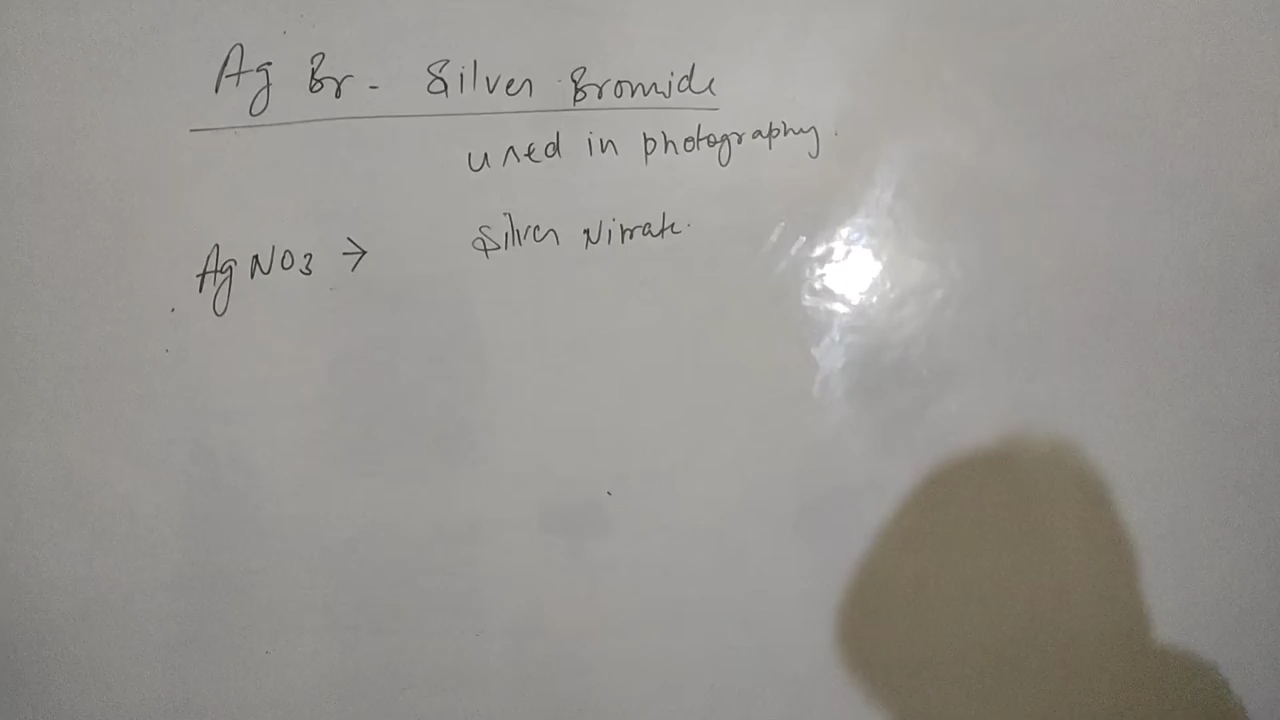 Ag Br - Silver Bromide
used in photography.
AgNO3 → Silver Nitrate.